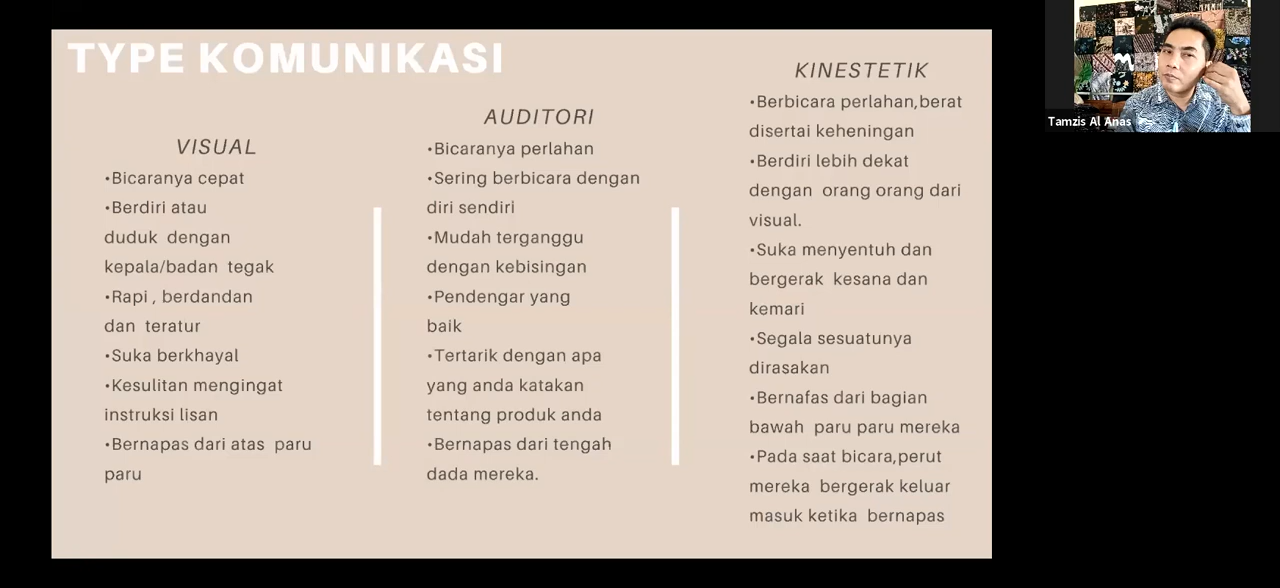 TYPE KOMUNIKASI
VISUAL
•Bicaranya cepat
•Berdiri atau
duduk dengan
kepala/badan tegak
•Rapi , berdandan
dan teratur
•Suka berkhayal
•Kesulitan mengingat
instruksi lisan
•Bernapas dari atas paru
paru
AUDITORI
•Bicaranya perlahan
•Sering berbicara dengan
diri sendiri
•Mudah terganggu
dengan kebisingan
•Pendengar yang
baik
•Tertarik dengan apa
yang anda katakan
tentang produk anda
•Bernapas dari tengah
dada mereka.
KINESTETIK
•Berbicara perlahan,berat
disertai keheningan
•Berdiri lebih dekat
dengan orang orang dari
visual.
•Suka menyentuh dan
bergerak kesana dan
kemari
•Segala sesuatunya
dirasakan
•Bernafas dari bagian
bawah paru paru mereka
•Pada saat bicara,perut
mereka bergerak keluar
masuk ketika bernapas
Tamzis Al Anas